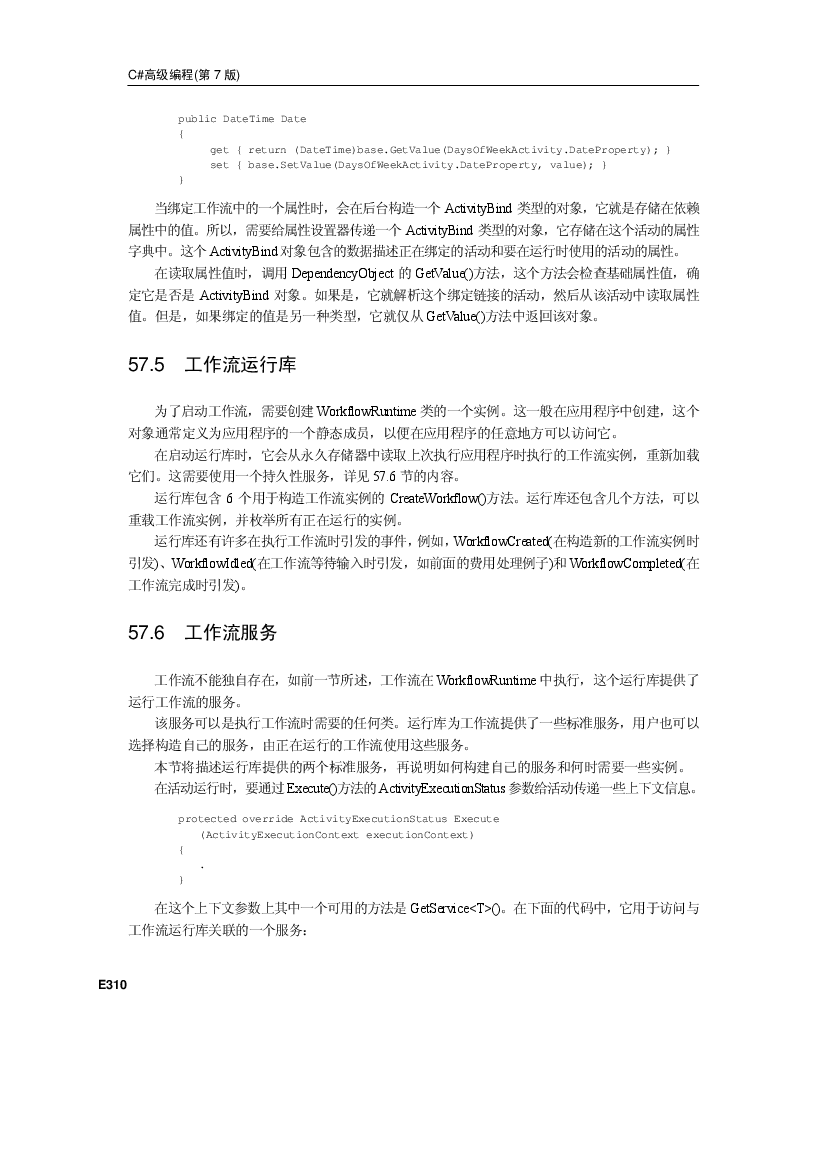 C#高级编程(第 7 版)
public DateTime Date
{
get { return (DateTime)base.GetValue(DaysOfWeekActivity.DateProperty); }
set { base.SetValue(DaysOfWeekActivity.DateProperty, value); }
}
当绑定工作流中的一个属性时，会在后台构造一个 ActivityBind 类型的对象，它就是存储在依赖
属性中的值。所以，需要给属性设置器传递一个 ActivityBind 类型的对象，它存储在这个活动的属性
字典中。这个 ActivityBind 对象包含的数据描述正在绑定的活动和要在运行时使用的活动的属性。
在读取属性值时，调用 DependencyObject 的 GetValue()方法，这个方法会检查基础属性值，确
定它是否是 ActivityBind 对象。如果是，它就解析这个绑定链接的活动，然后从该活动中读取属性
值。但是，如果绑定的值是另一种类型，它就仅从 GetValue()方法中返回该对象。
57.5 工作流运行库
为了启动工作流，需要创建 WorkflowRuntime 类的一个实例。这一般在应用程序中创建，这个
对象通常定义为应用程序的一个静态成员，以便在应用程序的任意地方可以访问它。
在启动运行库时，它会从永久存储器中读取上次执行应用程序时执行的工作流实例，重新加载
它们。这需要使用一个持久性服务，详见 57.6 节的内容。
运行库包含 6 个用于构造工作流实例的 CreateWorkflow()方法。运行库还包含几个方法，可以
重载工作流实例，并枚举所有正在运行的实例。
运行库还有许多在执行工作流时引发的事件，例如，WorkflowCreated(在构造新的工作流实例时
引发)、WorkflowIdled(在工作流等待输入时引发，如前面的费用处理例子)和 WorkflowCompleted(在
工作流完成时引发)。
57.6 工作流服务
工作流不能独自存在，如前一节所述，工作流在 WorkflowRuntime 中执行，这个运行库提供了
运行工作流的服务。
该服务可以是执行工作流时需要的任何类。运行库为工作流提供了一些标准服务，用户也可以
选择构造自己的服务，由正在运行的工作流使用这些服务。
本节将描述运行库提供的两个标准服务，再说明如何构建自己的服务和何时需要一些实例。
在活动运行时，要通过 Execute()方法的 ActivityExecutionStatus 参数给活动传递一些上下文信息。
protected override ActivityExecutionStatus Execute
(ActivityExecutionContext executionContext)
{
.
}
在这个上下文参数上其中一个可用的方法是 GetService<T>()。在下面的代码中，它用于访问与
工作流运行库关联的一个服务：
E310